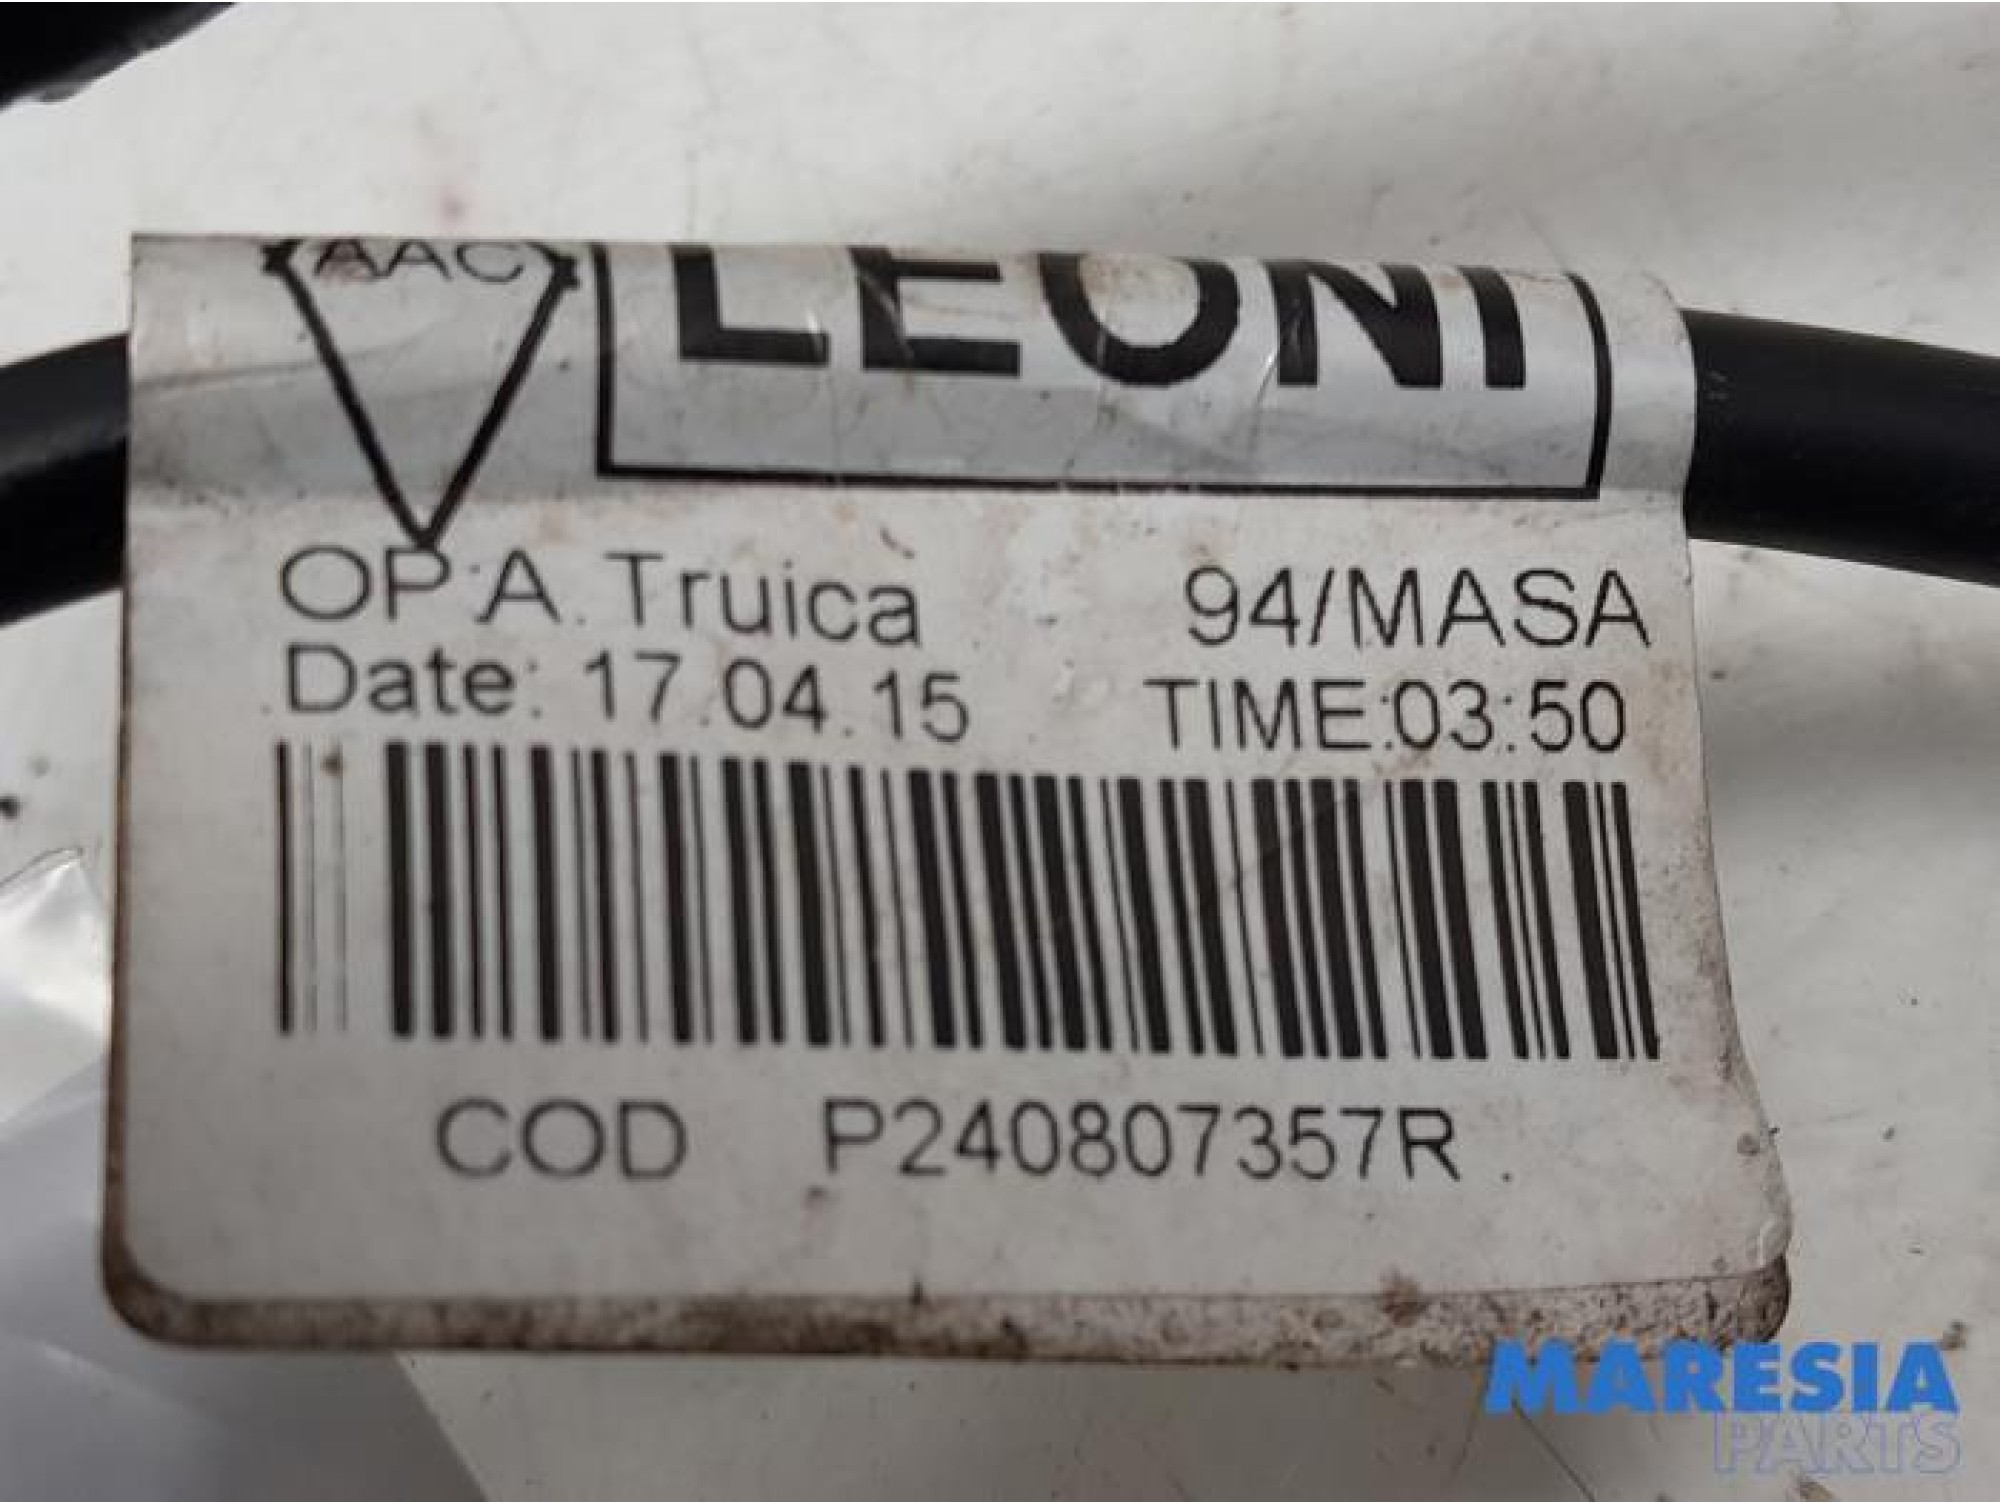 AAC LEONI
OP:A. Truica 94/MASA
Date: 17.04.15 TIME:03:50
COD P240807357R
MARESIA
PARTS